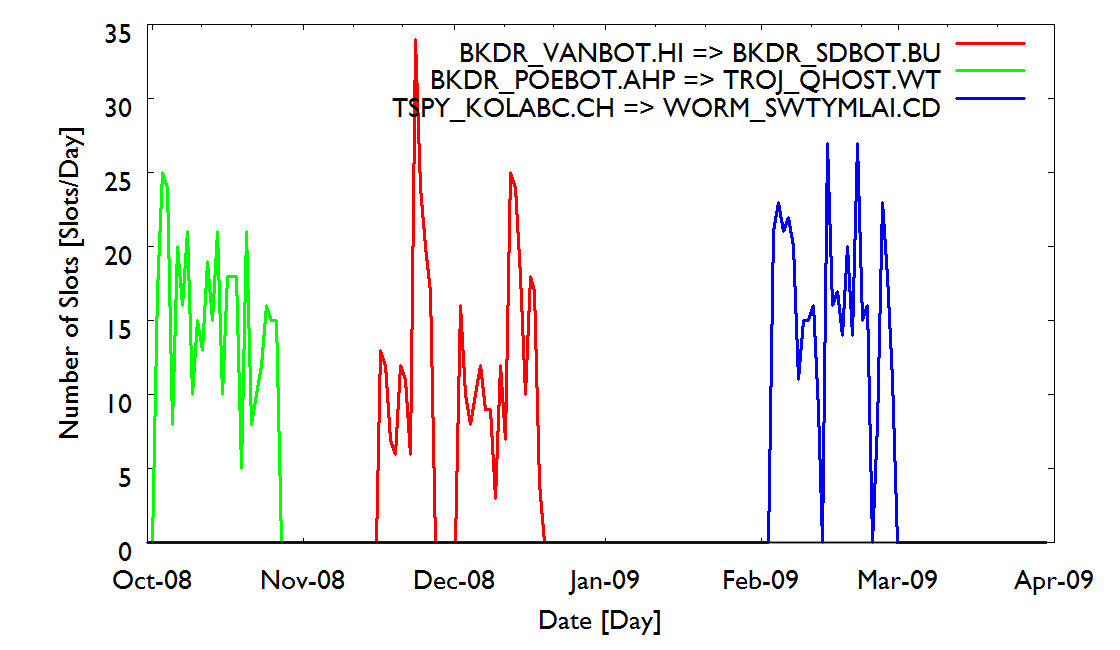 35
BKDR_VANBOT.HI => BKDR_SDBOT.BU
BKDR_POEBOT.AHP => TROJ_QHOST.WT
30
TSPY_KOLABC.CH => WORM_SWTYMLAI.CD
25
20
15
10
5
0
Number of Slots [Slots/Day]
Oct-08 Nov-08 Dec-08 Jan-09 Feb-09 Mar-09 Apr-09
Date [Day]